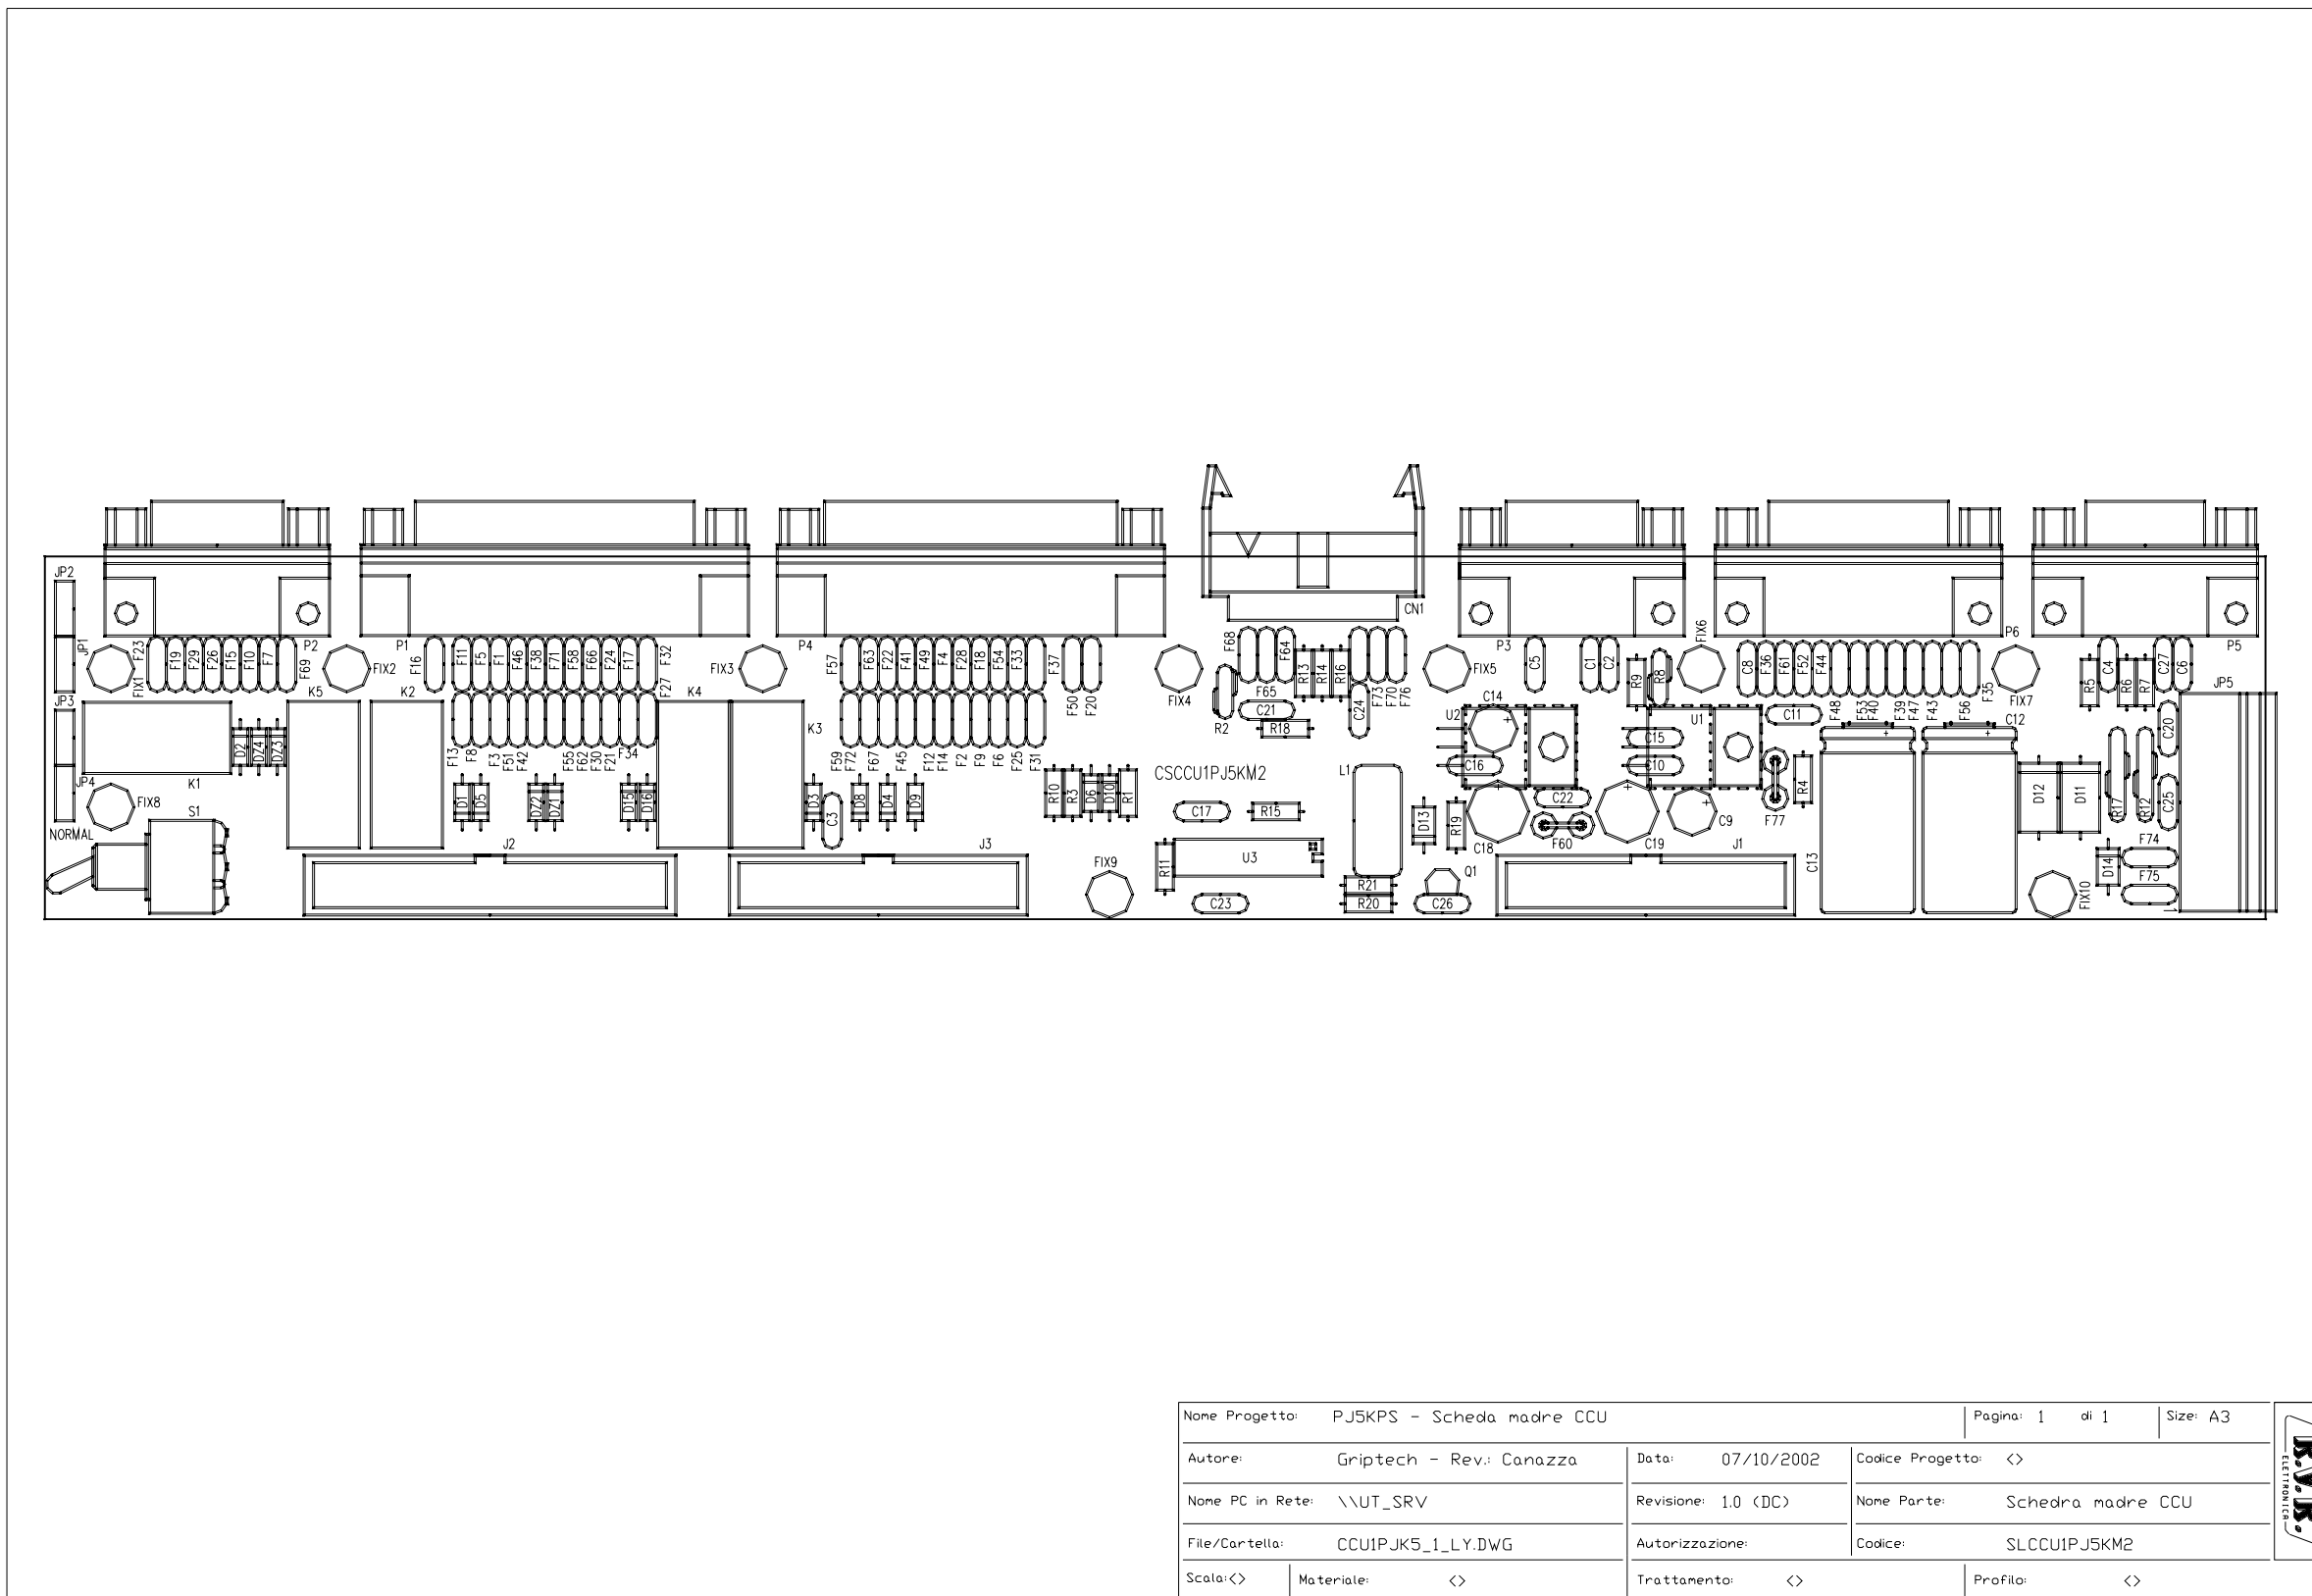 CN1
JP2
JP1
P2
P1
P4
P3
P6
P5
F23
F19
F29
F26
F15
F10
F7
F69
FIX1
FIX2
F16
F11
F5
F1
F46
F38
F71
F58
F66
F24
F17
F32
F27
FIX3
F57
F63
F22
F41
F49
F4
F28
F18
F54
F33
F37
F50
F20
FIX4
F68
F64
F65
R13
R14
R16
F73
F70
F76
R2
C21
R18
C24
FIX5
C5
C1
C2
R9
R8
FIX6
C8
F36
F61
F52
F44
F35
FIX7
R5
C4
R6
R7
C27
C6
JP3
JP4
K1
D2
DZ4
DZ3
K5
K2
K4
K3
F13
F8
F3
F51
F42
F55
F62
F30
F21
F34
F59
F72
F67
F45
F12
F14
F2
F9
F6
F25
F31
U2
C14
U1
C15
C16
C10
C11
F48
F53
F40
F39
F47
F43
F56
C12
JP5
C20
FIX8
NORMAL
S1
D1
D5
DZ2
DZ1
D15
D16
D3
C3
D8
D4
D9
R10
R3
D6
D10
R1
CSCCU1PJ5KM2
C17
R15
L1
D13
R19
C18
C22
F60
C19
C9
F77
R4
C13
D12
D11
R17
R12
C25
F74
D14
F75
FIX10
J2
J3
FIX9
R11
U3
C23
R21
R20
Q1
C26
J1
1
Nome Progetto: PJ5KPS - Scheda madre CCU Pagina: 1 di 1 Size: A3
Autore: Griptech - Rev.: Canazza Data: 07/10/2002 Codice Progetto: <>
Nome PC in Rete: \\UT_SRV Revisione: 1.0 (DC) Nome Parte: Schedra madre CCU
File/Cartella: CCU1PJK5_1_LY.DWG Autorizzazione: Codice: SLCCU1PJ5KM2
Scala: <> Materiale: <> Trattamento: <> Profilo: <>
R.V.R.
ELETTRONICA